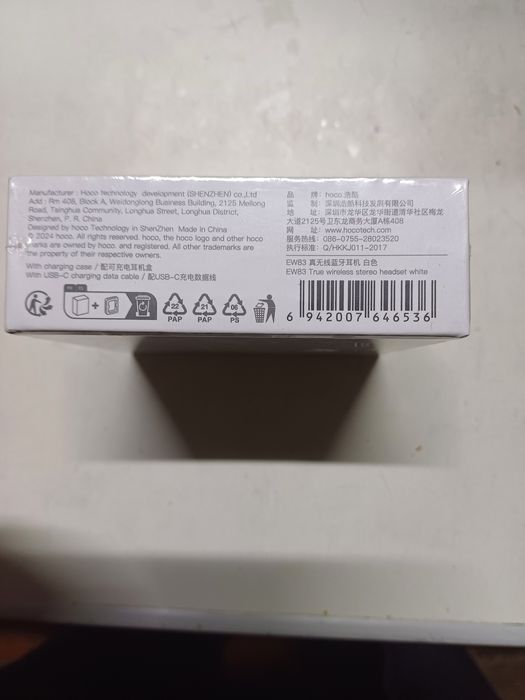 Manufacturer : Hoco technology development (SHENZHEN) co.,Ltd
Add : Rm 408, Block A, Weidonglong Business Building, 2125 Meilong
Road, Tsinghua Community, Longhua Street, Longhua District,
Shenzhen, P. R. China
Designed by hoco Technology in ShenZhen Made in China
© 2024 hoco. All rights reserved. hoco, the hoco logo and other hoco
marks are owned by hoco. and registered. All other trademarks are
the property of their respective owners.
With charging case / 配可充电耳机盒
With USB-C charging data cable / 配USB-C充电数据线
22
PAP
21
PAP
06
PS
品 牌: hoco.浩酷
监 制: 深圳浩酷科技发展有限公司
地 址: 深圳市龙华区龙华街道清华社区梅龙
大道2125号卫东龙商务大厦A栋408
网 址: www.hocotech.com
服务热线: 086-0755-28023520
执行标准: Q/HKKJ011-2017
EW83 真无线蓝牙耳机 白色
EW83 True wireless stereo headset white
6 942007 646536